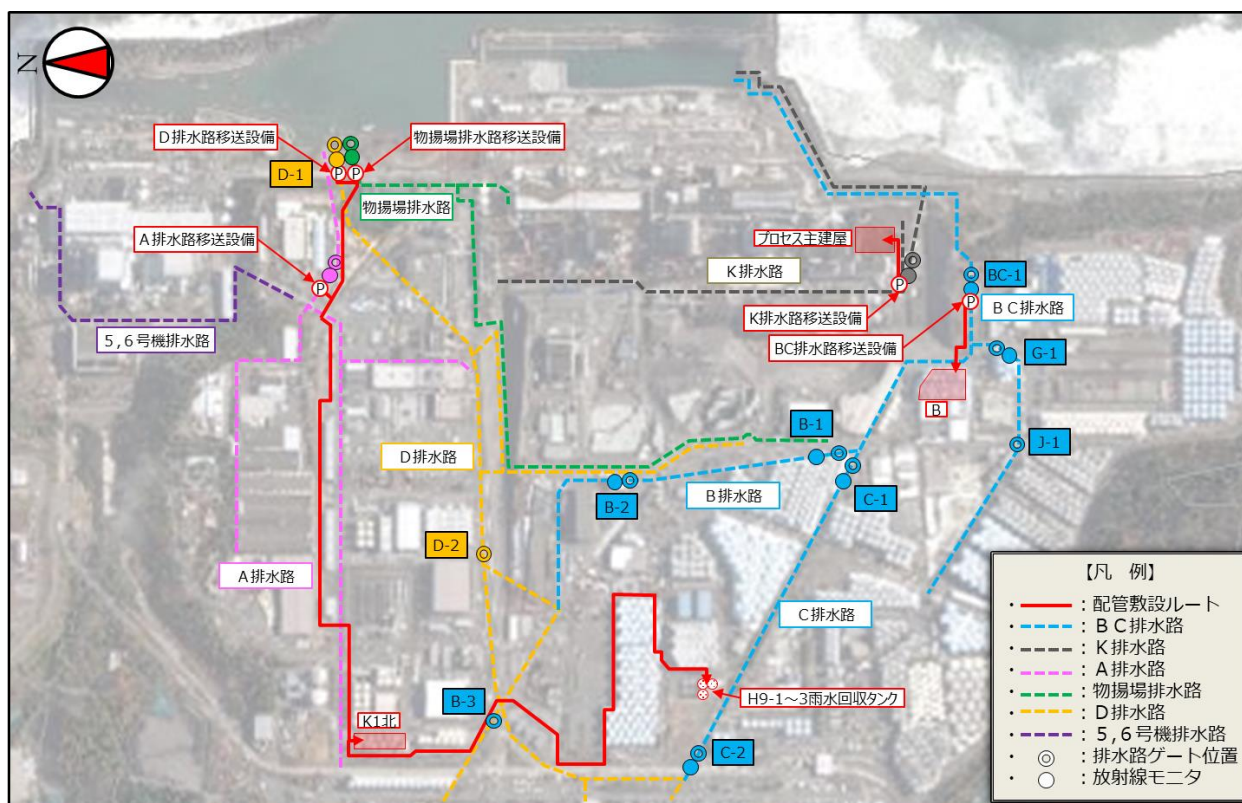 N
D排水路移送設備
物揚場排水路移送設備
D-1
P
P
物揚場排水路
A排水路移送設備
P
プロセス主建屋
K排水路
BC-1
P
P
BC排水路
K排水路移送設備
5,6号機排水路
BC排水路移送設備
G-1
B
B-1
J-1
D排水路
B排水路
B-2
C-1
D-2
A排水路
C排水路
H9-1～3雨水回収タンク
B-3
K1北
C-2
【凡 例】
・ ：配管敷設ルート
・ ：BC排水路
・ ：K排水路
・ ：A排水路
・ ：物揚場排水路
・ ：D排水路
・ ：5,6号機排水路
・ ◎ ：排水路ゲート位置
・ ○ ：放射線モニタ